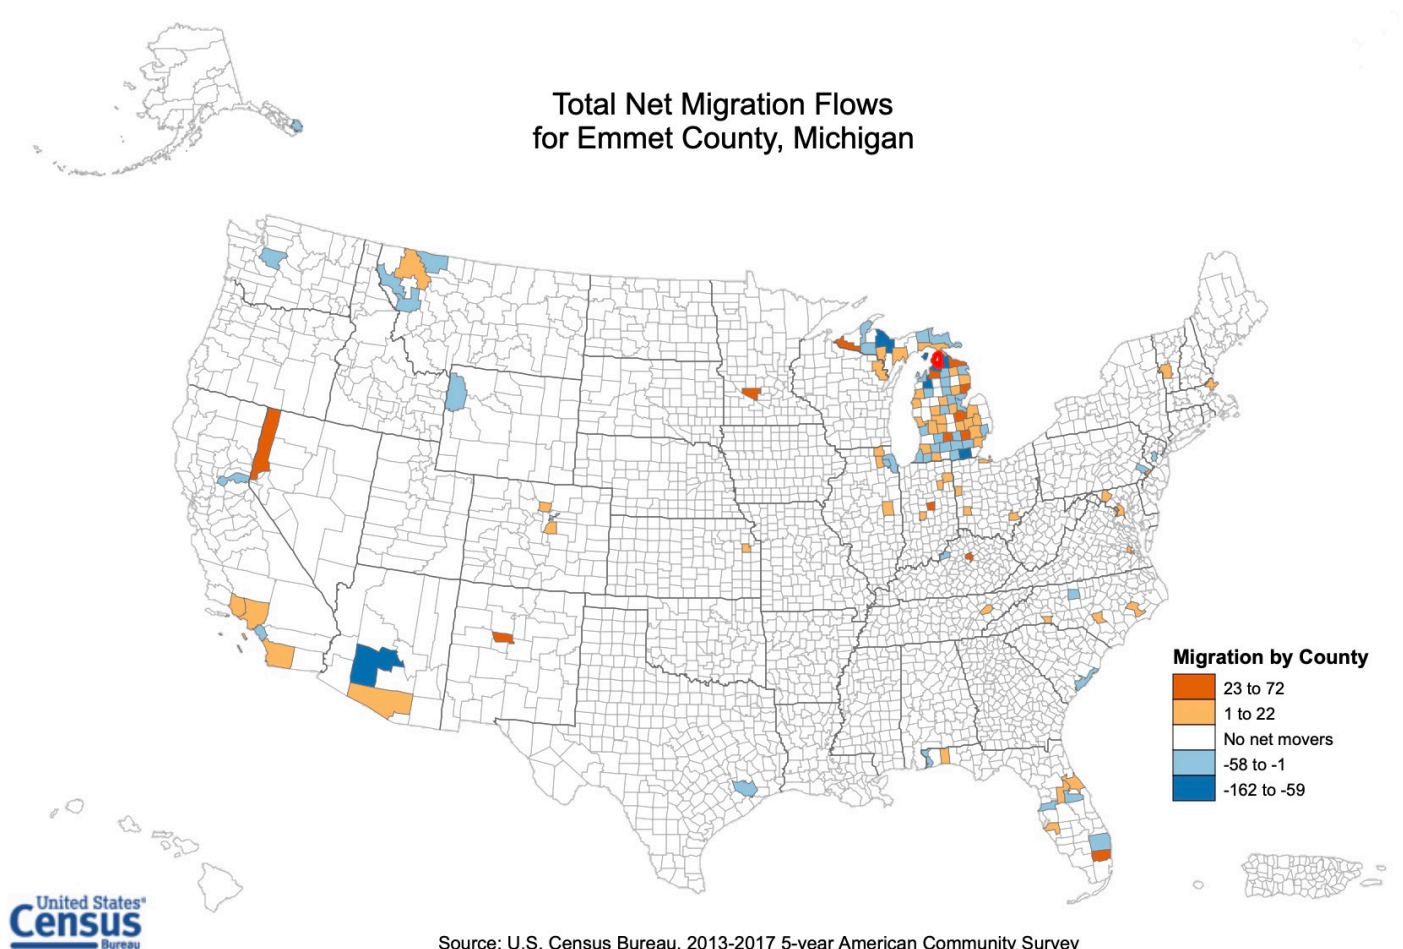 Total Net Migration Flows
for Emmet County, Michigan
Migration by County
23 to 72
1 to 22
No net movers
-58 to -1
-162 to -59
United States®
Census
Bureau
Source: U.S. Census Bureau, 2013-2017 5-year American Community Survey